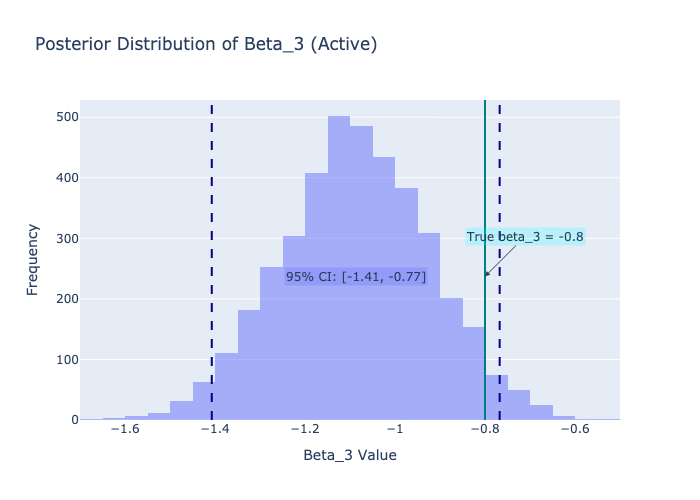 Posterior Distribution of Beta_3 (Active)
Frequency
500
400
300
200
100
0
True beta_3 = -0.8
95% CI: [-1.41, -0.77]
−1.6
−1.4
−1.2
−1
−0.8
−0.6
Beta_3 Value